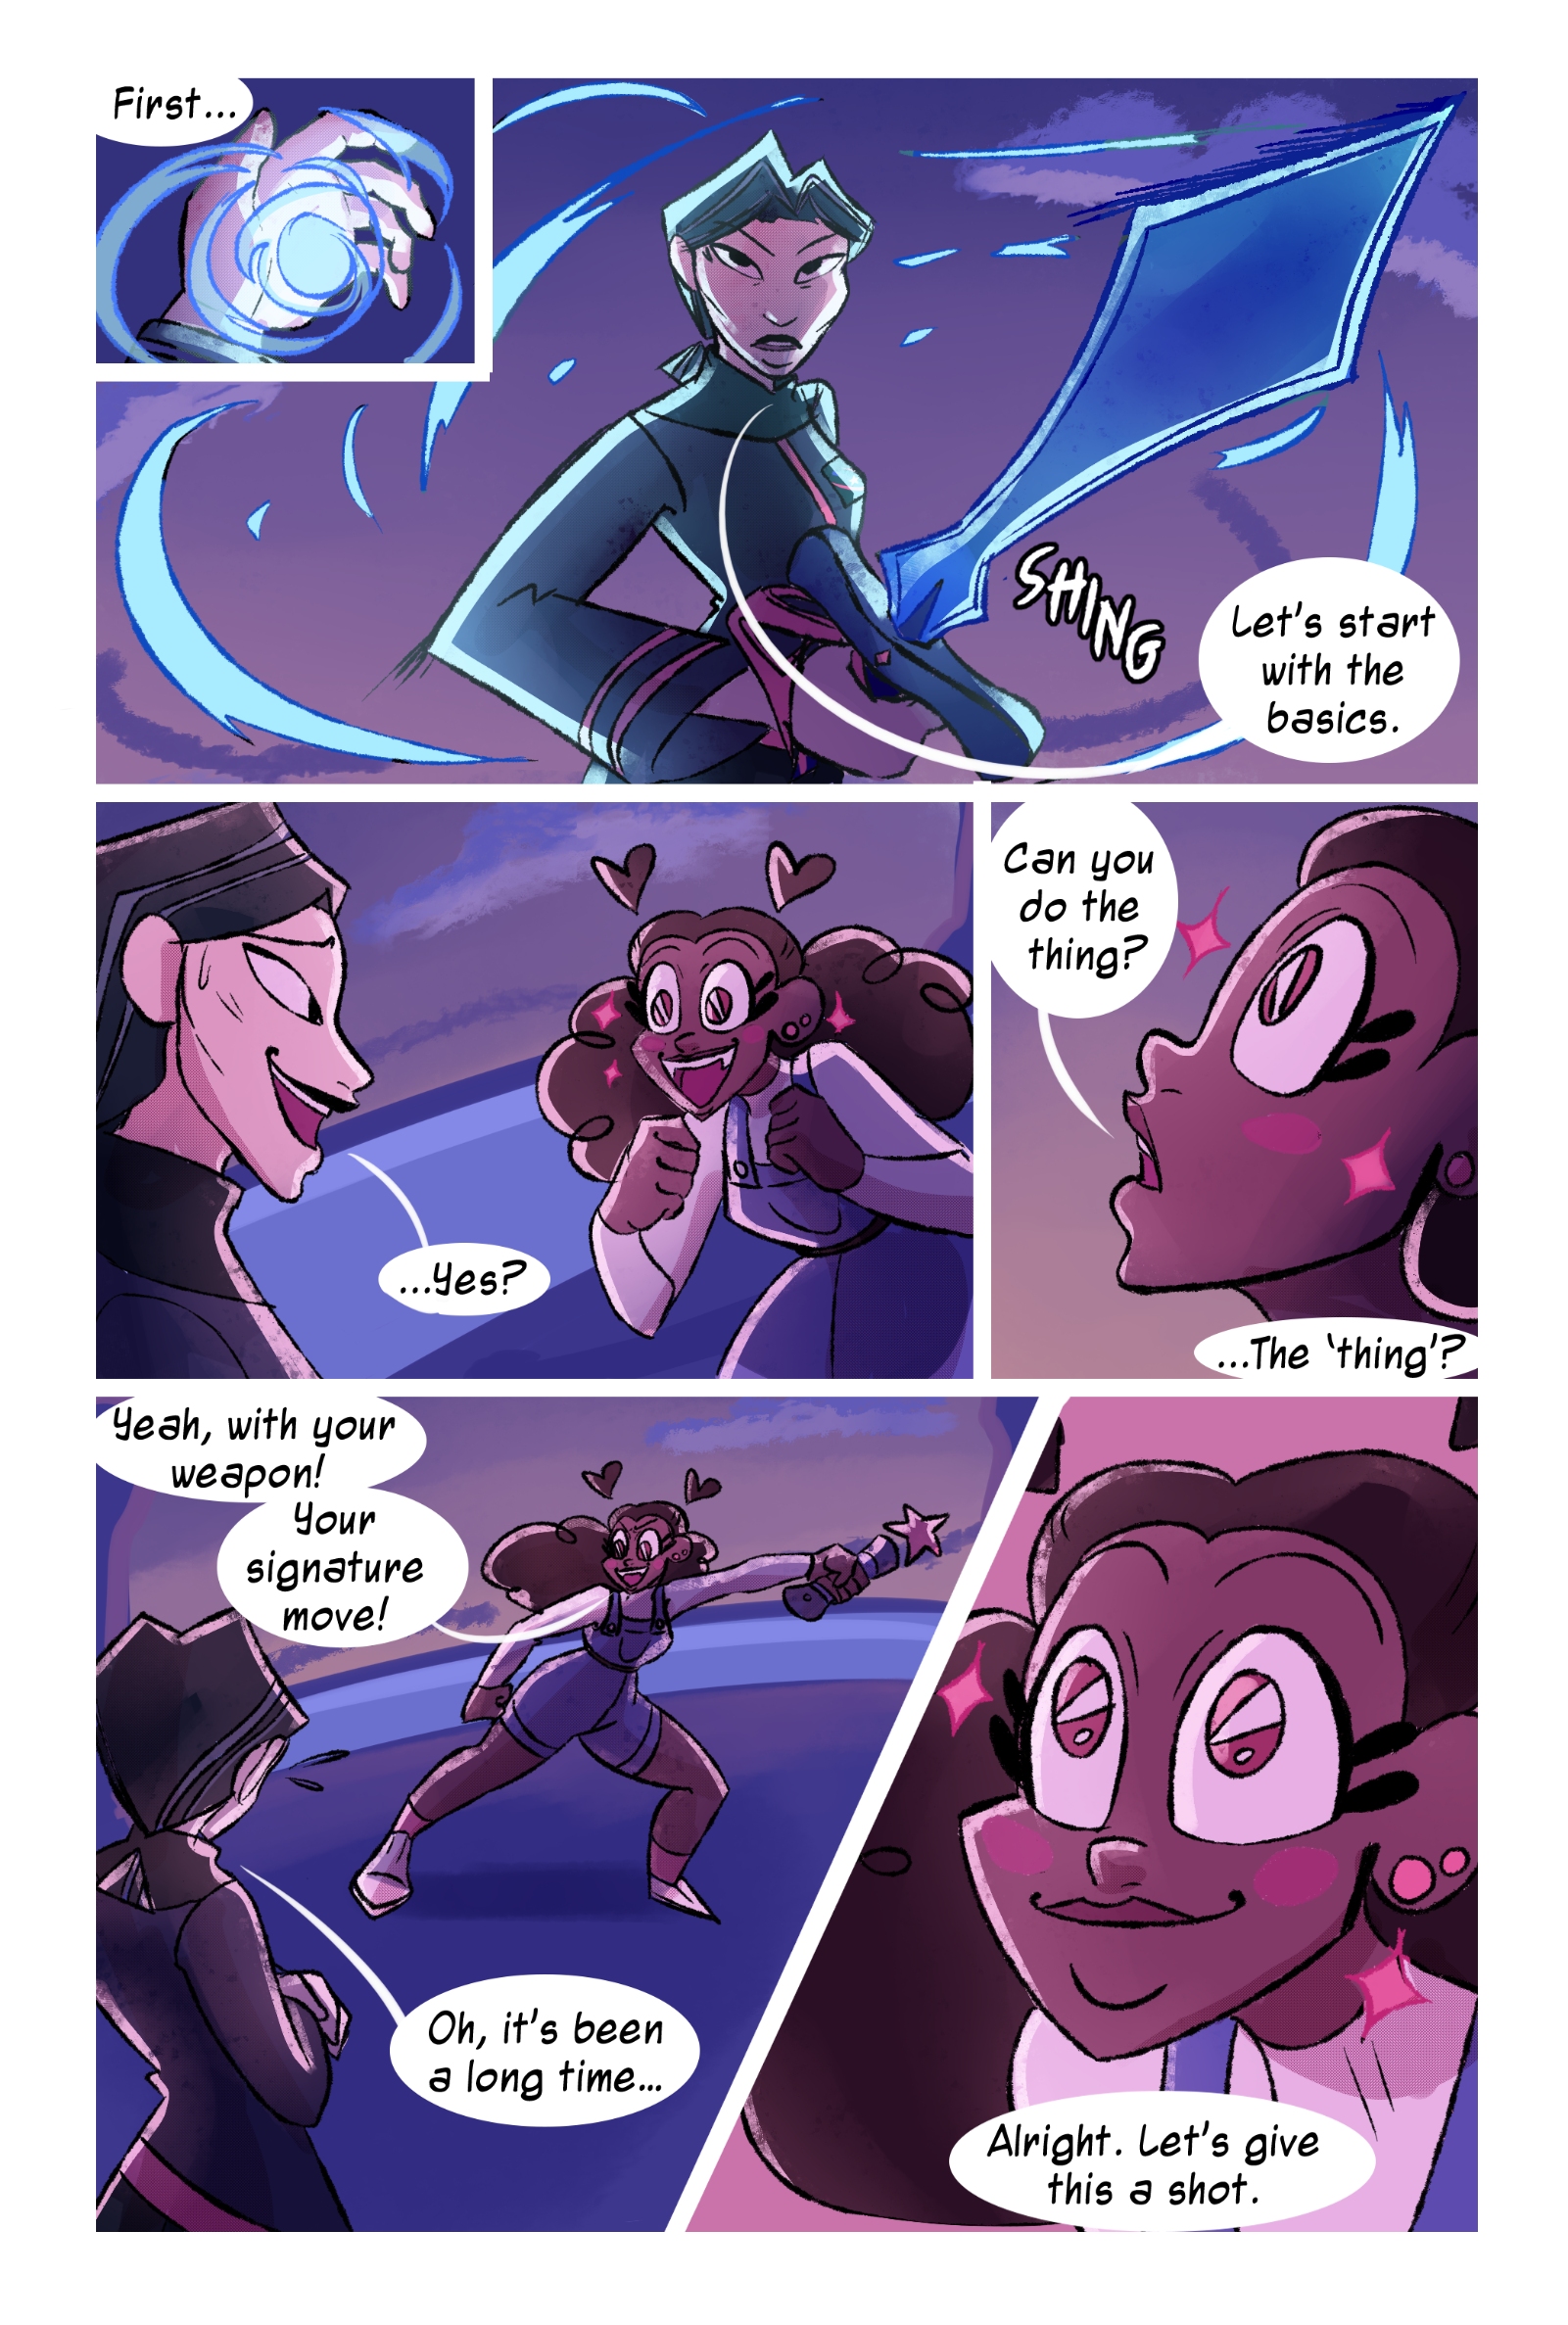 First...
SHING
Let's start
with the
basics.
...Yes?
Can you
do the
thing?
...The 'thing'?
Yeah, with your
weapon!
Your
signature
move!
Oh, it's been
a long time...
Alright. Let's give
this a shot.